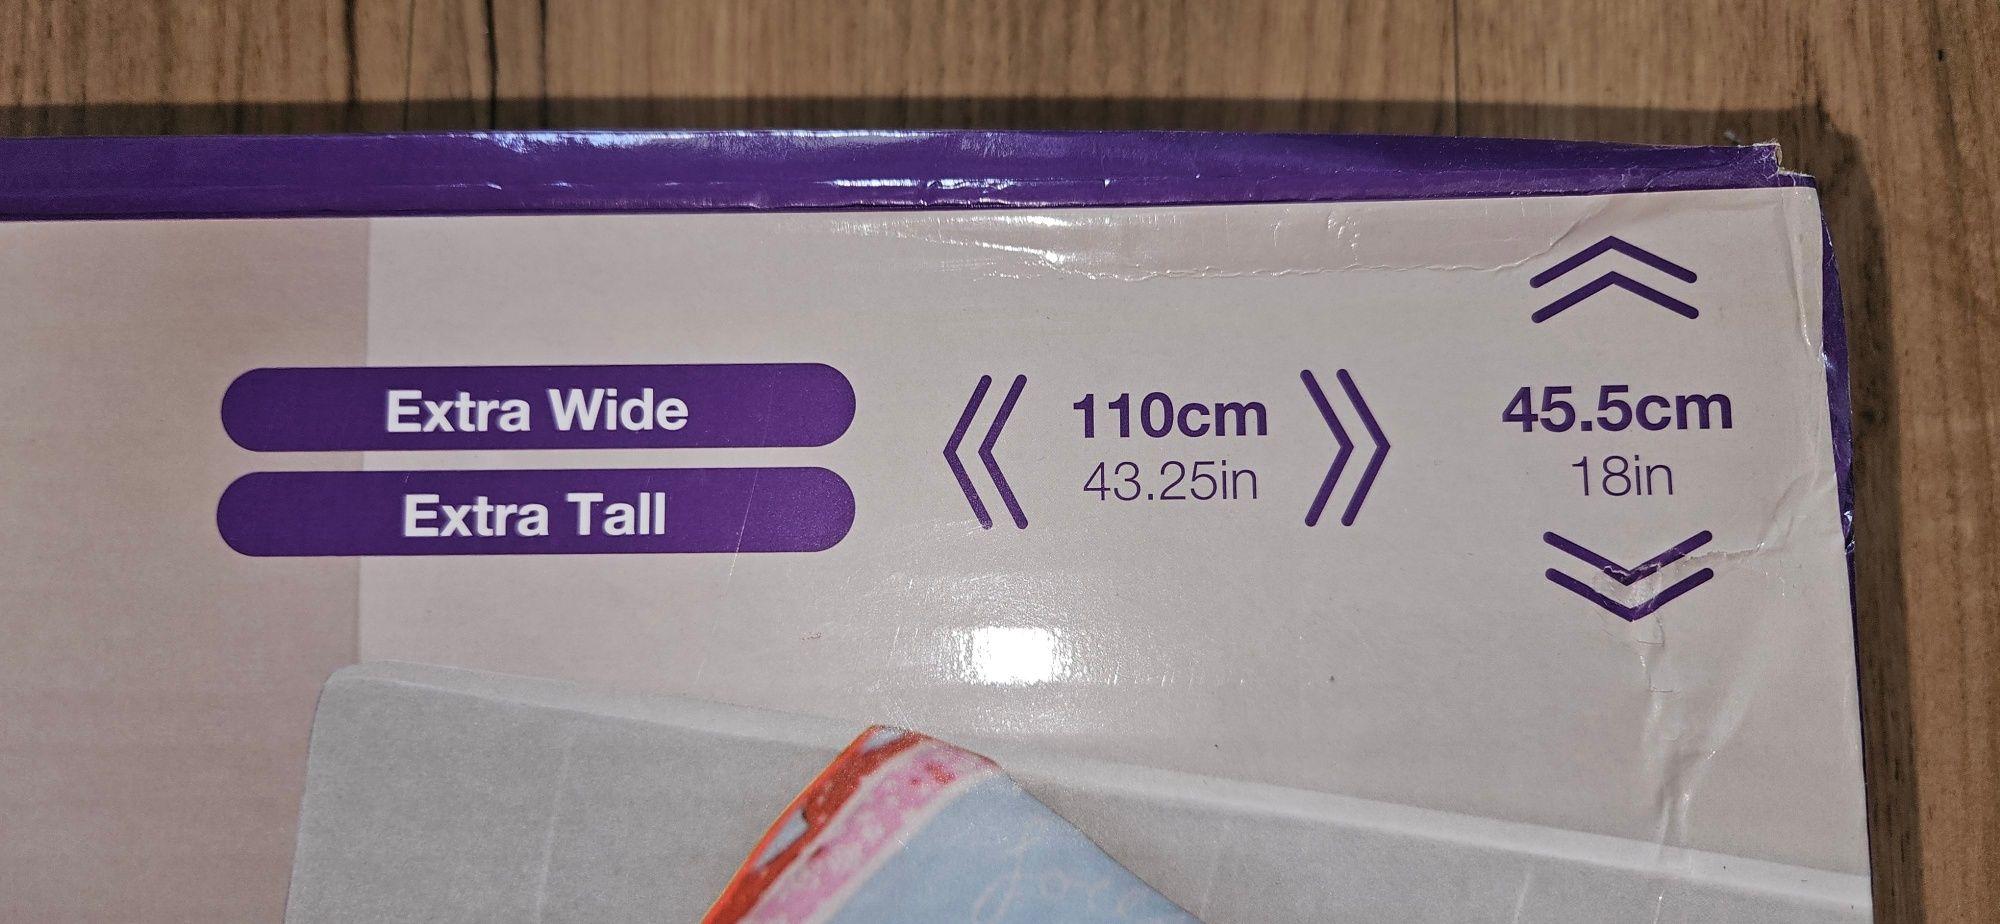 Extra Wide
Extra Tall
110cm
43.25in
45.5cm
18in